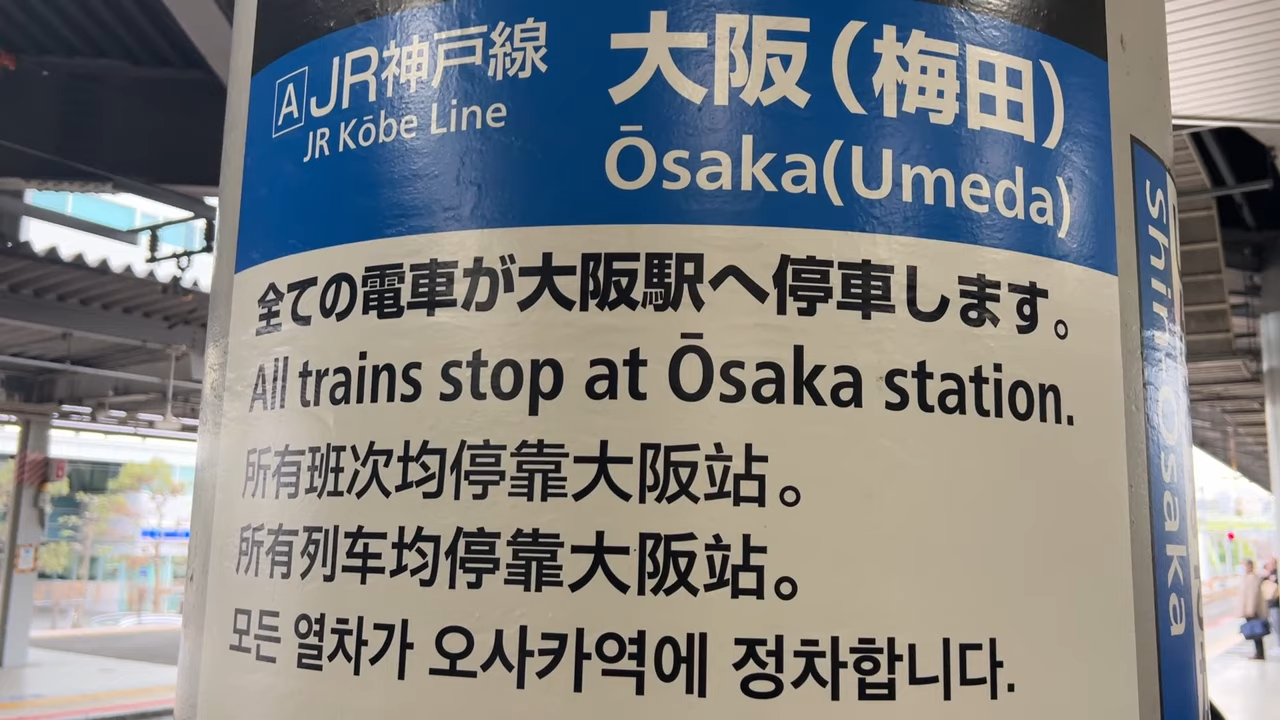 A JR神戸線 大阪(梅田)
JR Kōbe Line Ōsaka(Umeda)
全ての電車が大阪駅へ停車します。
All trains stop at Ōsaka station.
所有班次均停靠大阪站。
所有列车均停靠大阪站。
모든 열차가 오사카역에 정차합니다.
Shin-Ōsaka